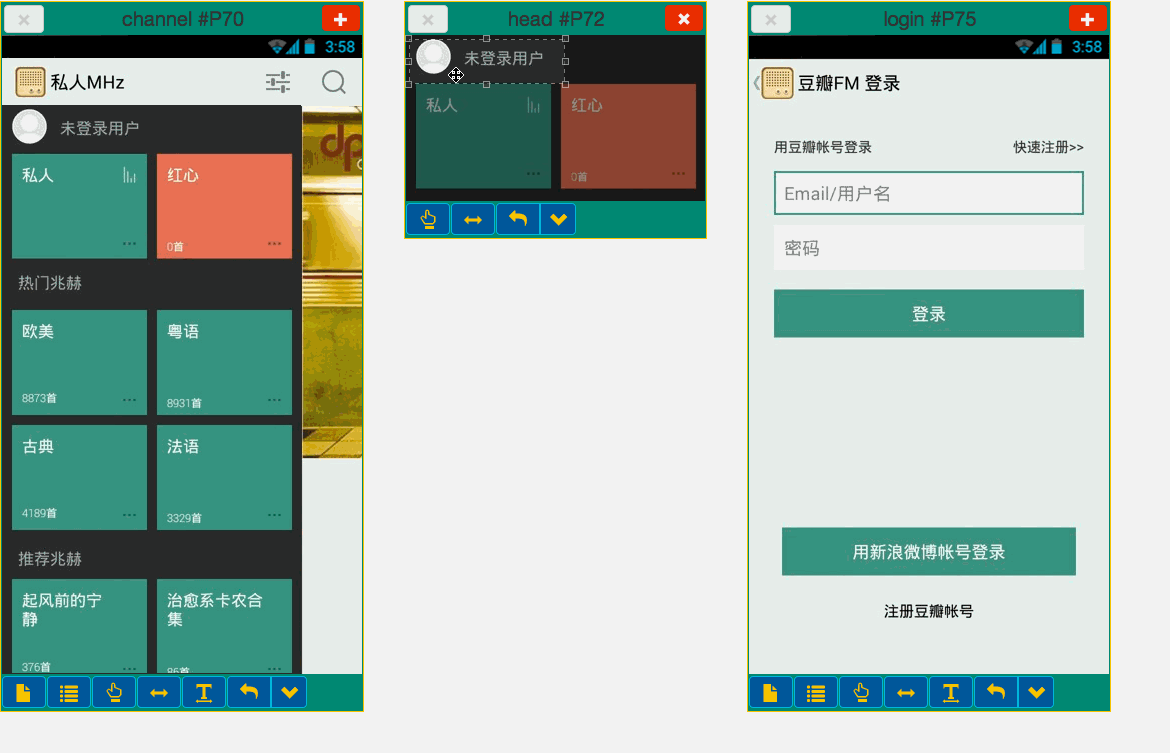 channel #P70
3:58
私人MHz
未登录用户
私人
红心
0首
热门兆赫
欧美
粤语
8873首
8931首
古典
法语
4189首
3329首
推荐兆赫
起风前的宁
静
治愈系卡农合
集
376首
86首
head #P72
未登录用户
私人
红心
0首
login #P75
3:58
豆瓣FM 登录
用豆瓣帐号登录
快速注册>>
Email/用户名
密码
登录
用新浪微博帐号登录
注册豆瓣帐号